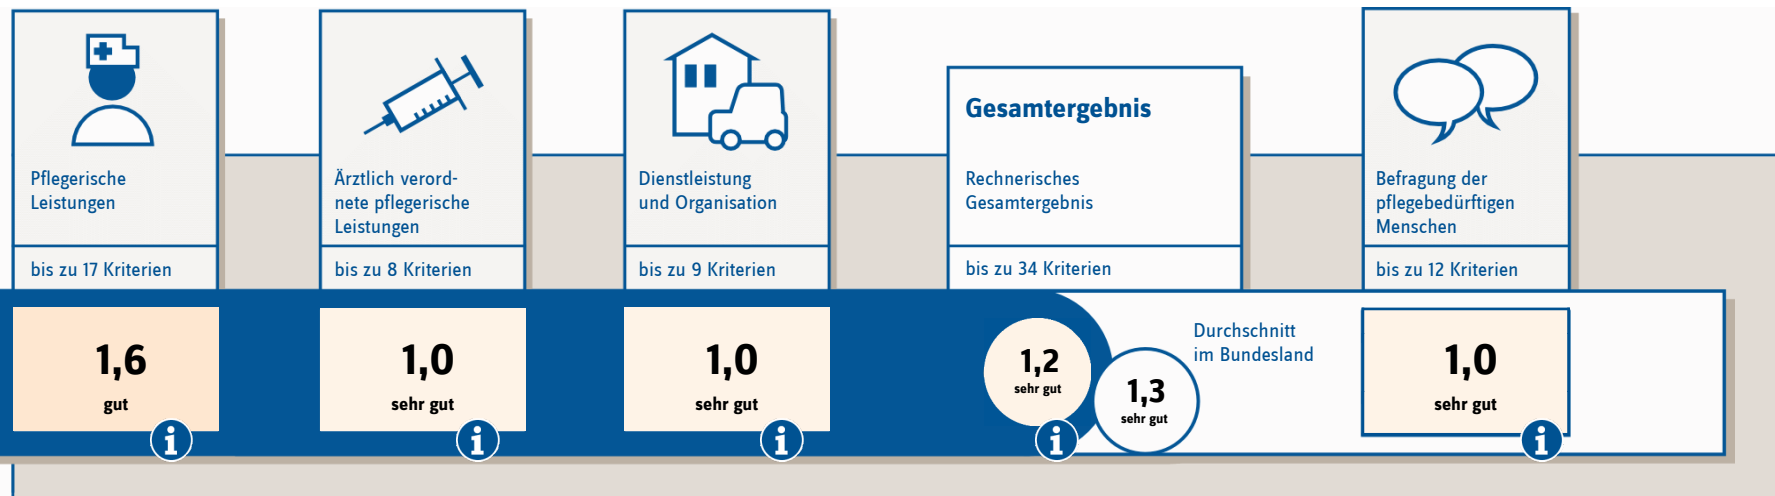 Pflegerische
Leistungen
bis zu 17 Kriterien
1,6
gut
i
Ärztlich verord-
nete pflegerische
Leistungen
bis zu 8 Kriterien
1,0
sehr gut
i
Dienstleistung
und Organisation
bis zu 9 Kriterien
1,0
sehr gut
i
Gesamtergebnis
Rechnerisches
Gesamtergebnis
bis zu 34 Kriterien
1,2
sehr gut
i
1,3
sehr gut
Durchschnitt
im Bundesland
Befragung der
pflegebedürftigen
Menschen
bis zu 12 Kriterien
1,0
sehr gut
i